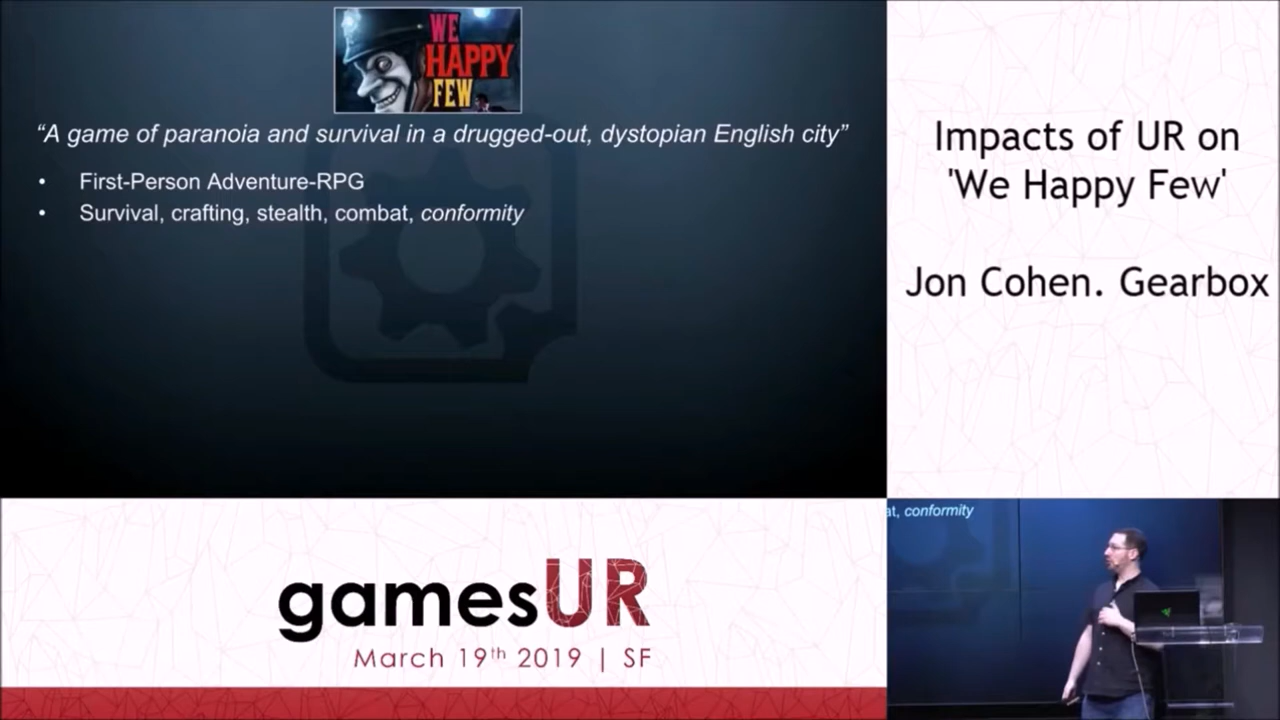 WE
HAPPY
FEW
“A game of paranoia and survival in a drugged-out, dystopian English city”
• First-Person Adventure-RPG
• Survival, crafting, stealth, combat, conformity
Impacts of UR on
'We Happy Few'
Jon Cohen. Gearbox
gamesUR
March 19th 2019 | SF
at, conformity